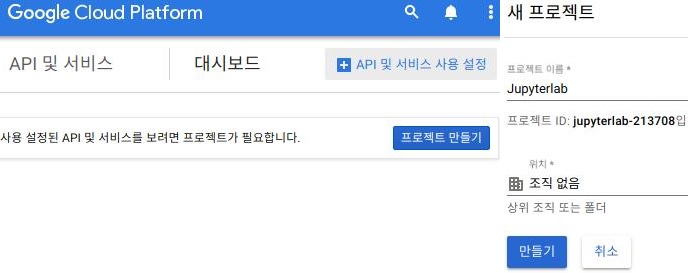 Google Cloud Platform
API 및 서비스
대시보드
API 및 서비스 사용 설정
사용 설정된 API 및 서비스를 보려면 프로젝트가 필요합니다.
프로젝트 만들기
새 프로젝트
프로젝트 이름 *
Jupyterlab
프로젝트 ID: jupyterlab-213708입
위치 *
조직 없음
상위 조직 또는 폴더
만들기
취소